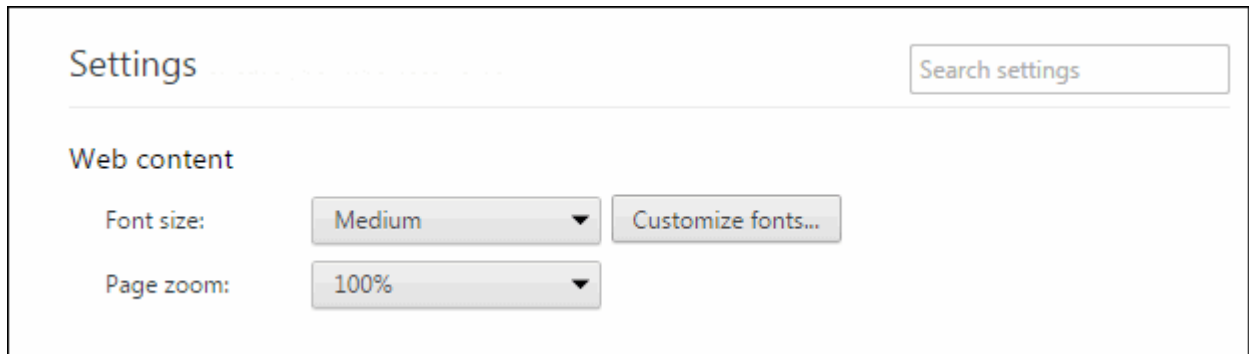 Settings
Search settings
Web content
Font size:
Medium
Customize fonts...
Page zoom:
100%